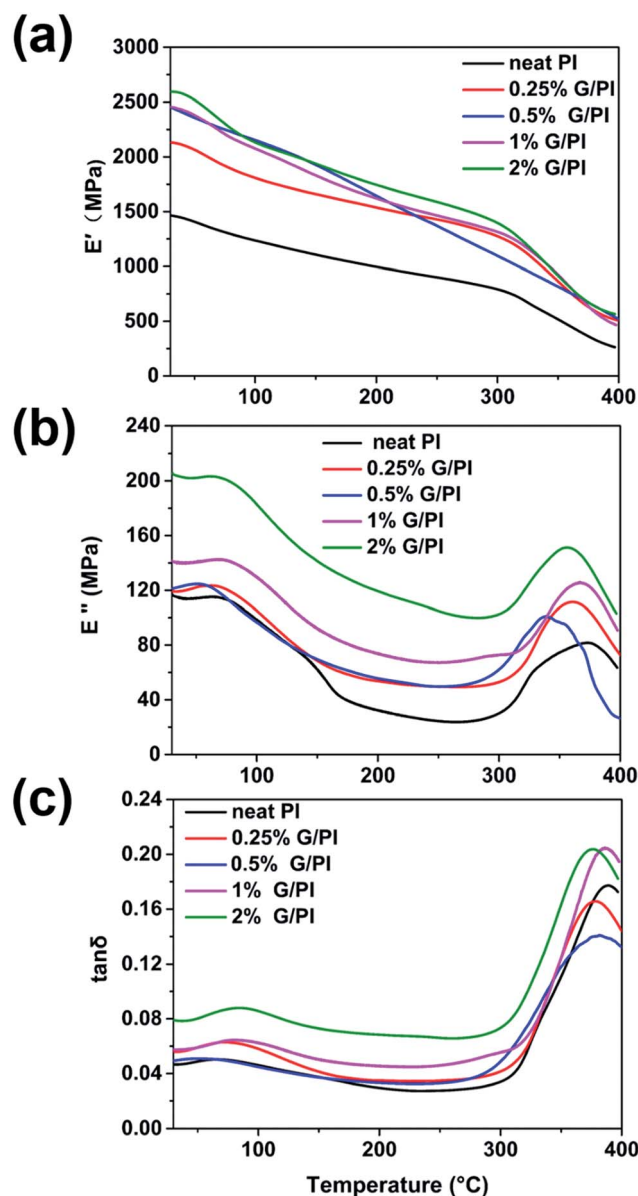 (a)
3000
2500
2000
1500
1000
500
0
E′（MPa)
neat PI
0.25% G/PI
0.5% G/PI
1% G/PI
2% G/PI
100
200
300
400
(b)
240
200
160
120
80
40
0
E " (MPa)
neat PI
0.25% G/PI
0.5% G/PI
1% G/PI
2% G/PI
100
200
300
400
(c)
0.24
0.20
0.16
0.12
0.08
0.04
0.00
tanδ
neat PI
0.25% G/PI
0.5% G/PI
1% G/PI
2% G/PI
100
200
300
400
Temperature (°C)